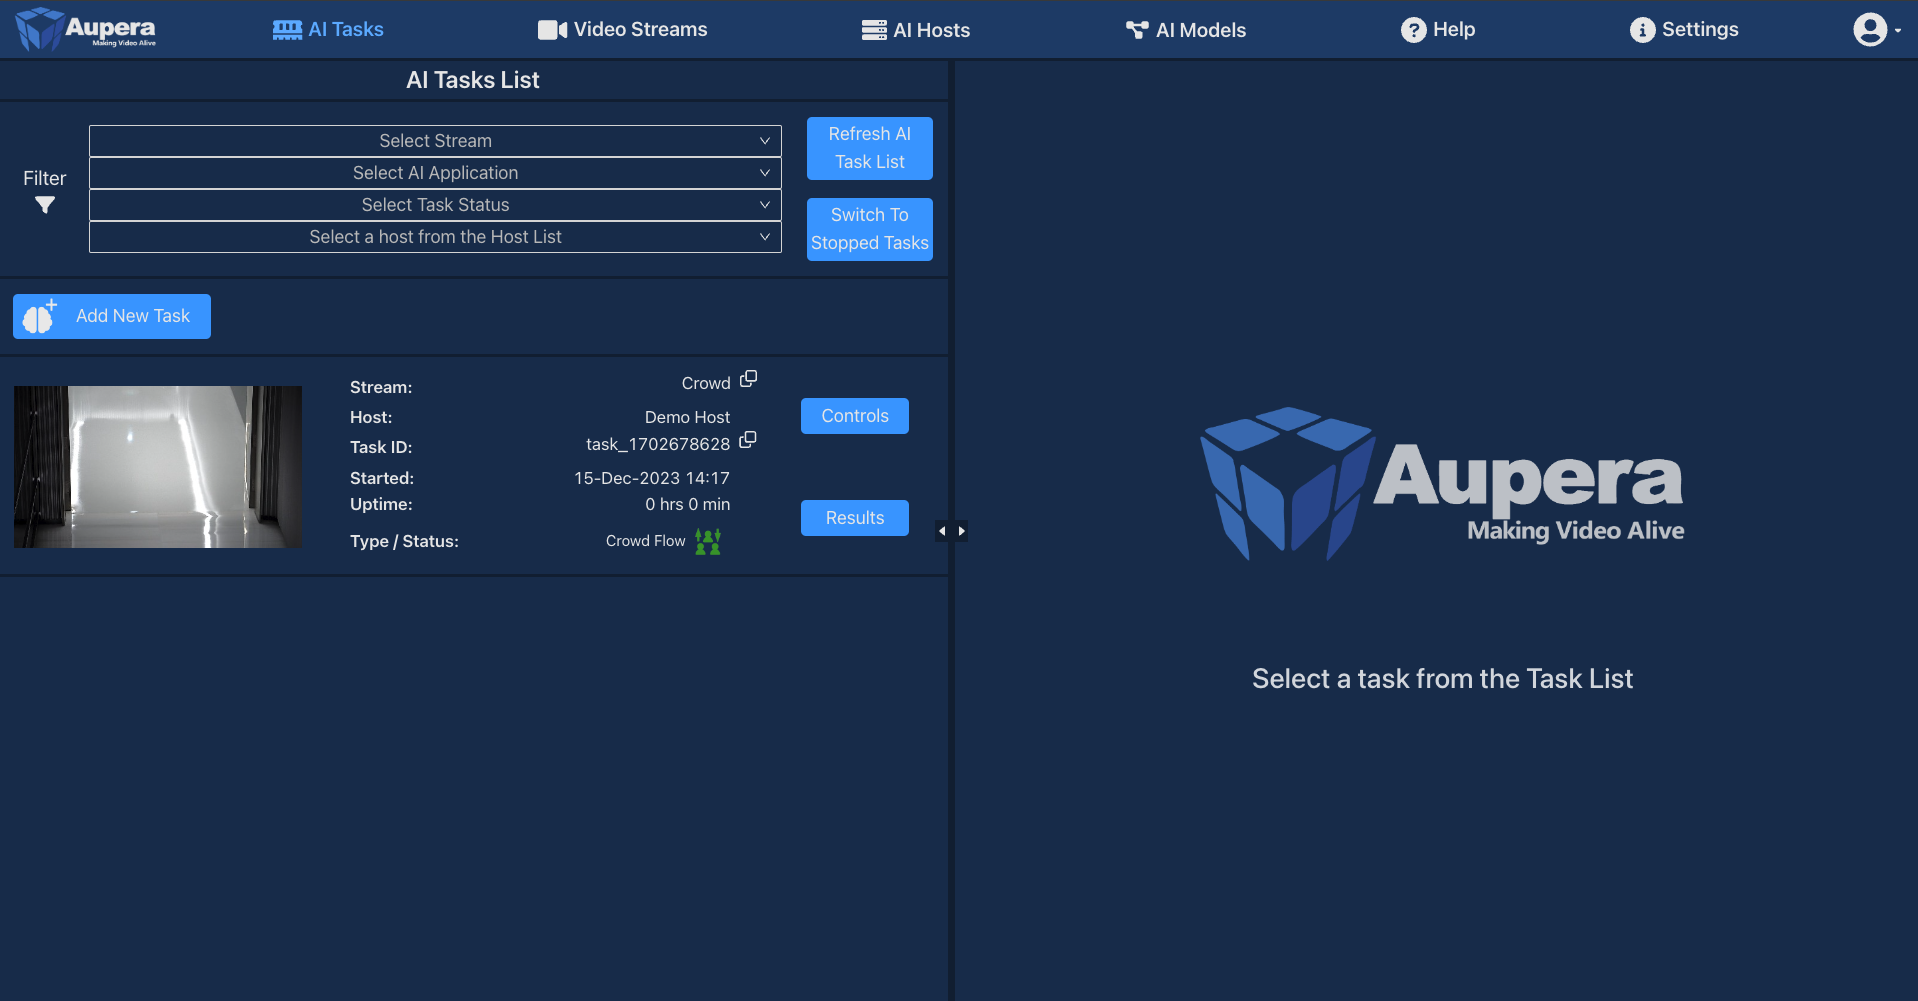 Aupera
Making Video Alive
AI Tasks
Video Streams
AI Hosts
AI Models
Help
Settings
AI Tasks List
Filter
Select Stream
Select AI Application
Select Task Status
Select a host from the Host List
Refresh AI
Task List
Switch To
Stopped Tasks
Add New Task
Stream: Crowd
Host: Demo Host
Task ID: task_1702678628
Started: 15-Dec-2023 14:17
Uptime: 0 hrs 0 min
Type / Status: Crowd Flow
Controls
Results
Aupera
Making Video Alive
Select a task from the Task List